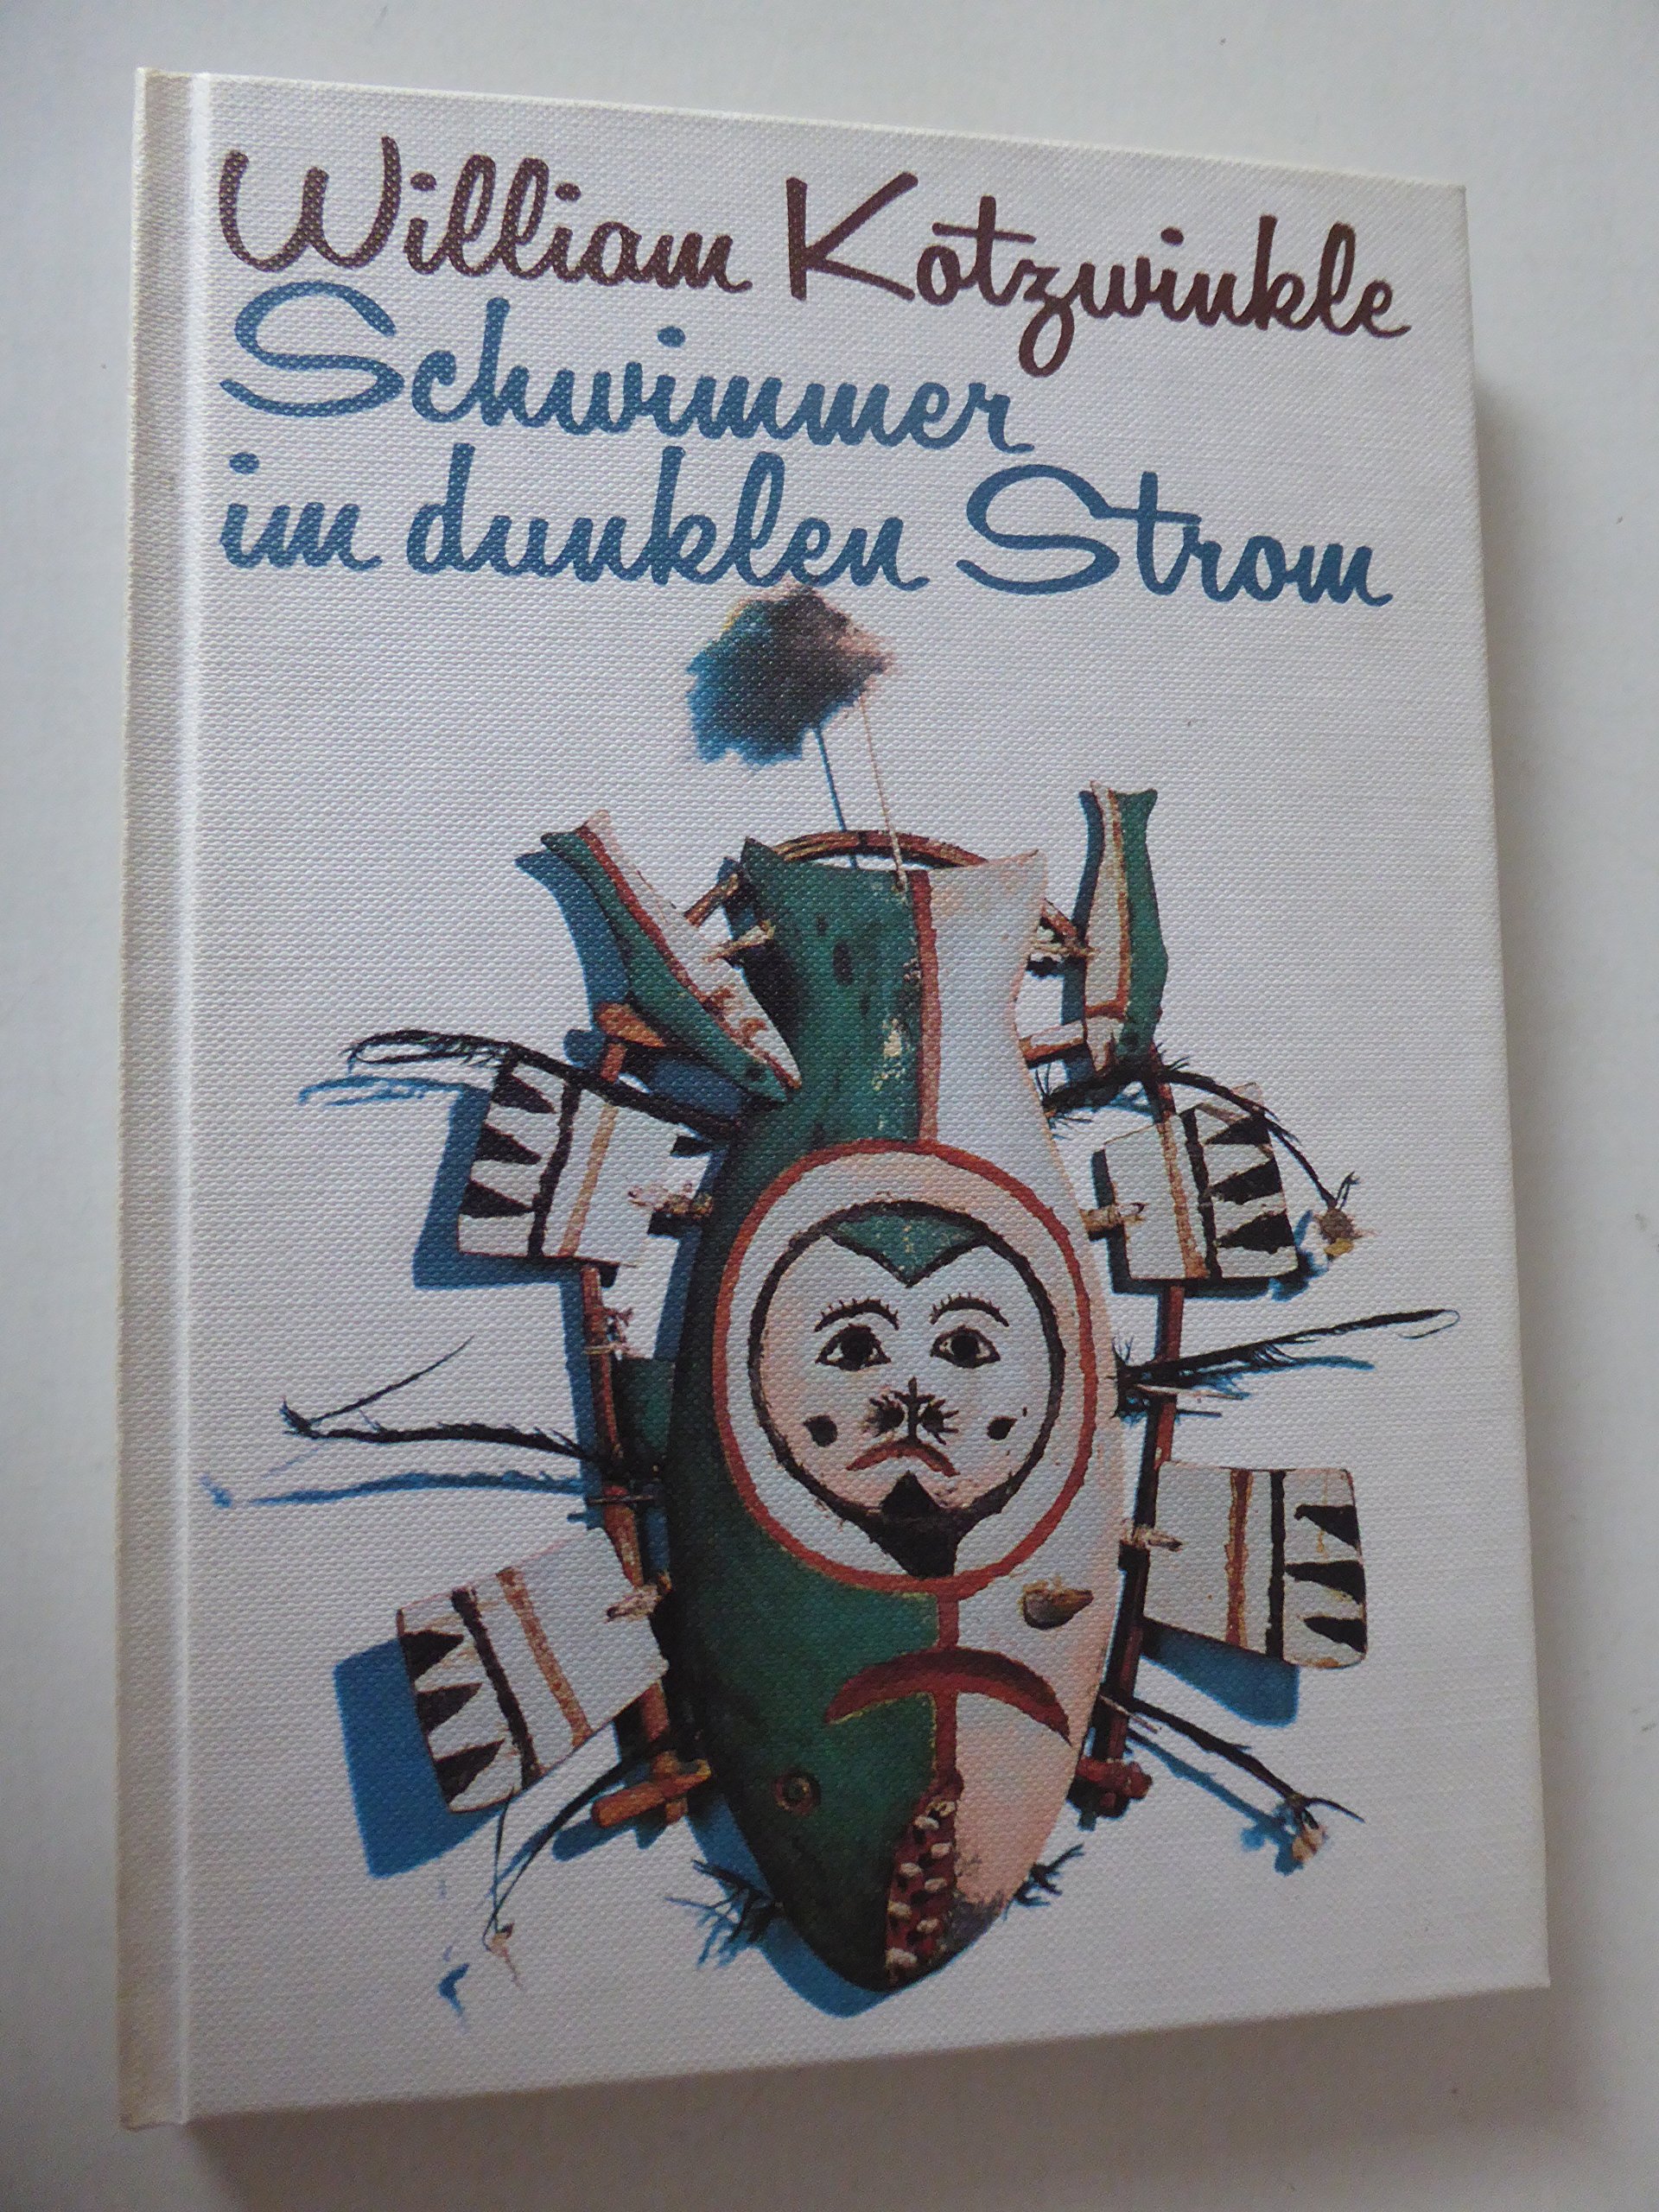 William Kotzwinkle
Schwimmer
im dunklen Strom